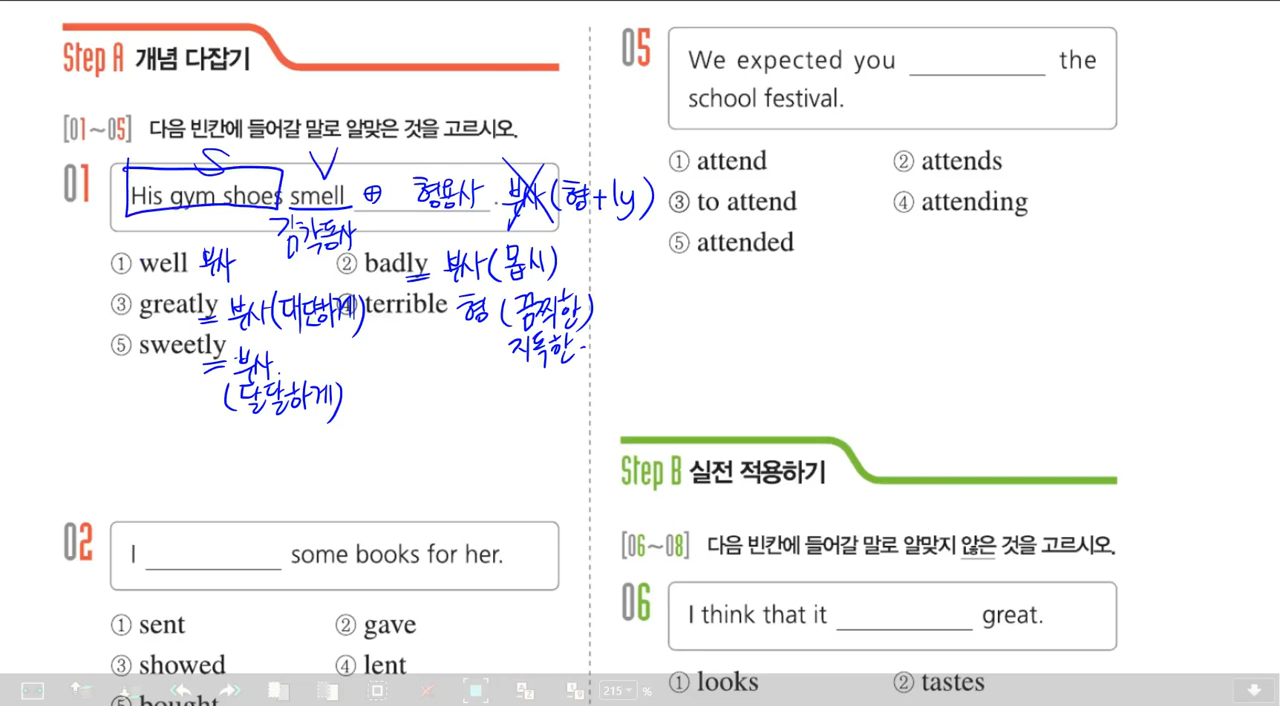 Step A 개념 다잡기
[01~05] 다음 빈칸에 들어갈 말로 알맞은 것을 고르시오.
S V
01 His gym shoes smell ⊕ 형용사 . 부사(형+ly)
감각동사
① well 부사 ② badly = 부사(몹시)
③ greatly = 부사(대단하게) ④ terrible 형 (끔찍한)
지독한.
⑤ sweetly = 부사.
(달달하게)
02 I __________ some books for her.
① sent ② gave
③ showed ④ lent
⑤ bought
05 We expected you __________ the
school festival.
① attend ② attends
③ to attend ④ attending
⑤ attended
Step B 실전 적용하기
[06~08] 다음 빈칸에 들어갈 말로 알맞지 않은 것을 고르시오.
06 I think that it __________ great.
① looks ② tastes
215 %